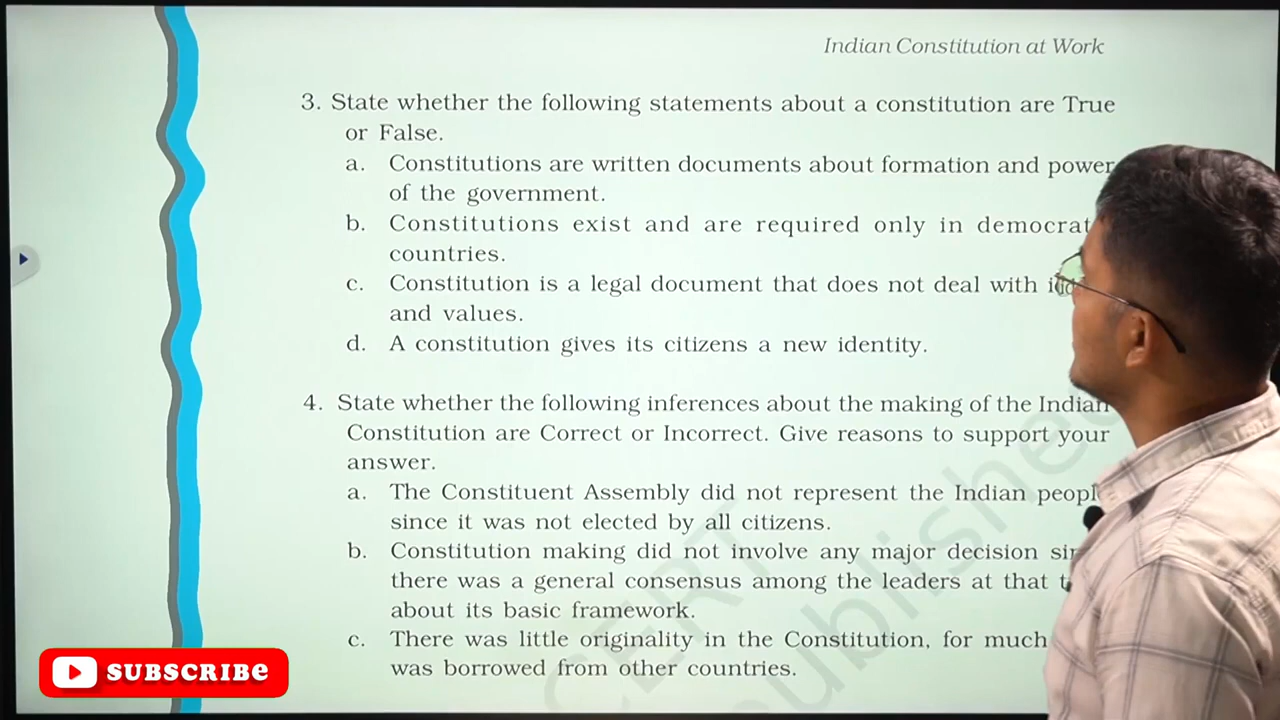 Indian Constitution at Work
3. State whether the following statements about a constitution are True
or False.
a. Constitutions are written documents about formation and power
of the government.
b. Constitutions exist and are required only in
countries.
c. Constitution is a legal document that does not deal with
and values.
d. A constitution gives its citizens a new identity.
4. State whether the following inferences about the making of the Indian
Constitution are Correct or Incorrect. Give reasons to support your
answer.
a. The Constituent Assembly did not represent the Indian
since it was not elected by all citizens.
b. Constitution making did not involve any major decision
there was a general consensus among the leaders at that
about its basic framework.
c. There was little originality in the Constitution, for much
was borrowed from other countries.
SUBSCRIBE